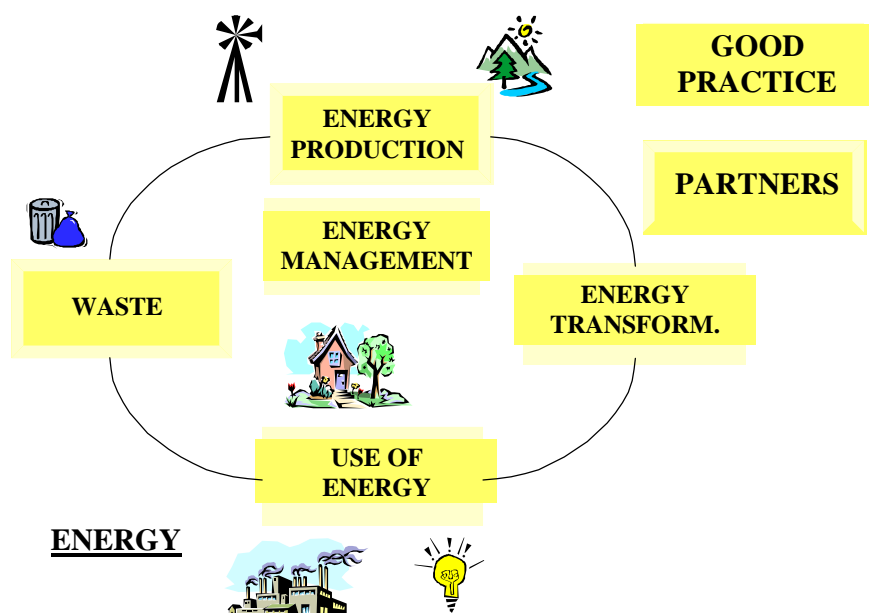 GOOD
PRACTICE
ENERGY
PRODUCTION
PARTNERS
ENERGY
MANAGEMENT
WASTE
ENERGY
TRANSFORM.
USE OF
ENERGY
ENERGY